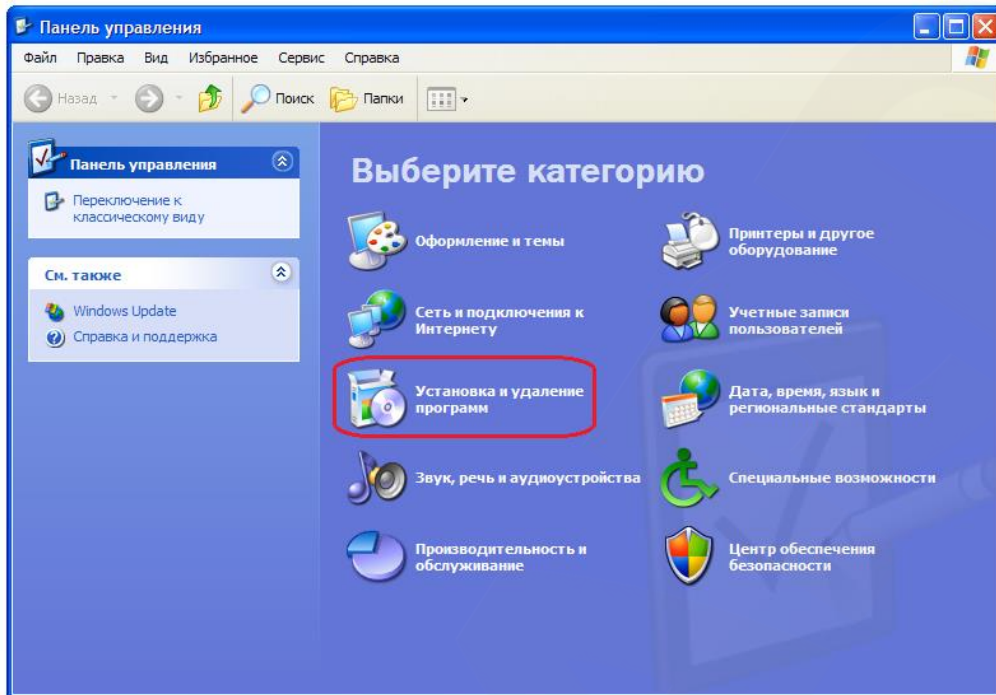 Панель управления
Файл Правка Вид Избранное Сервис Справка
Назад Поиск Папки
Панель управления
Переключение к
классическому виду
См. также
Windows Update
Справка и поддержка
Выберите категорию
Оформление и темы
Принтеры и другое
оборудование
Сеть и подключения к
Интернету
Учетные записи
пользователей
Установка и удаление
программ
Дата, время, язык и
региональные стандарты
Звук, речь и аудиоустройства
Специальные возможности
Производительность и
обслуживание
Центр обеспечения
безопасности